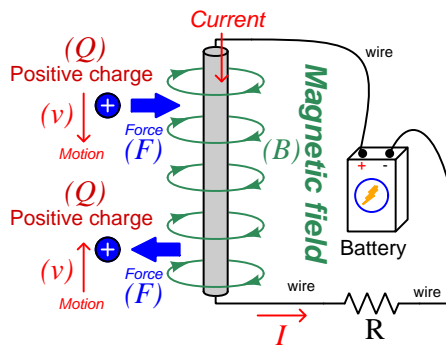 Current
wire
wire
(Q)
Positive charge
(v)
+
Force
(F)
Motion
(B)
Magnetic field
+ -
Battery
(Q)
Positive charge
(v)
+
Force
(F)
Motion
wire
I
R